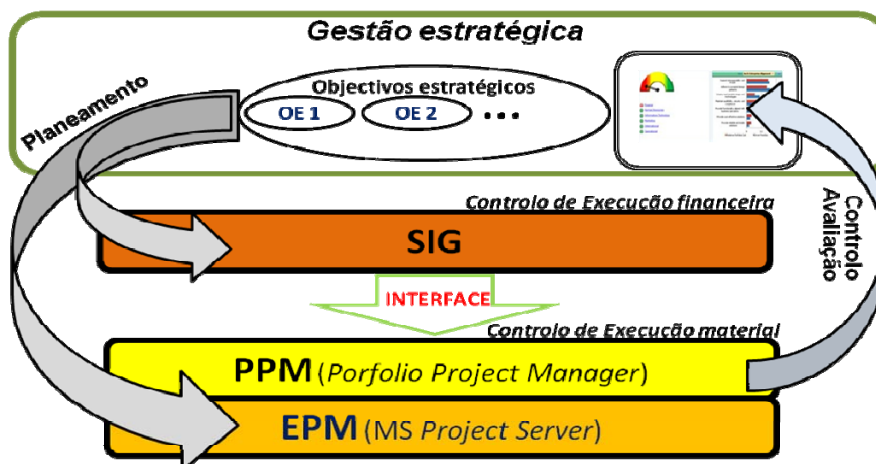 Gestão estratégica
Planeamento
Objectivos estratégicos
OE 1
OE 2
...
Controlo de Execução financeira
SIG
Controlo
Avaliação
INTERFACE
Controlo de Execução material
PPM (Porfolio Project Manager)
EPM (MS Project Server)